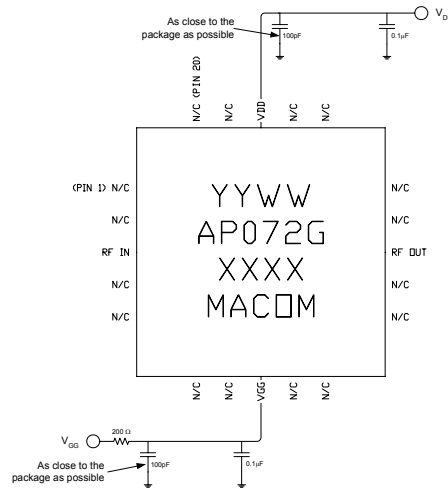 As close to the
package as possible
100pF
0.1µF
V_D
N/C (PIN 20)
N/C
VDD
N/C
N/C
(PIN 1) N/C
N/C
RF IN
N/C
N/C
YYWW
AP072G
XXXX
MACOM
N/C
N/C
RF OUT
N/C
N/C
N/C
N/C
VGG
N/C
N/C
V_GG
200 Ω
As close to the
package as possible
100pF
0.1µF